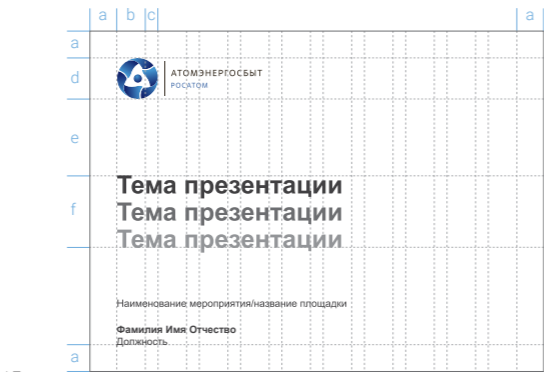 a b c a
a
АТОМЭНЕРГОСБЫТ
d
РОСАТОМ
e
Тема презентации
f
Тема презентации
Тема презентации
Наименование мероприятия/название площадки
Фамилия Имя Отчество
Должность
a